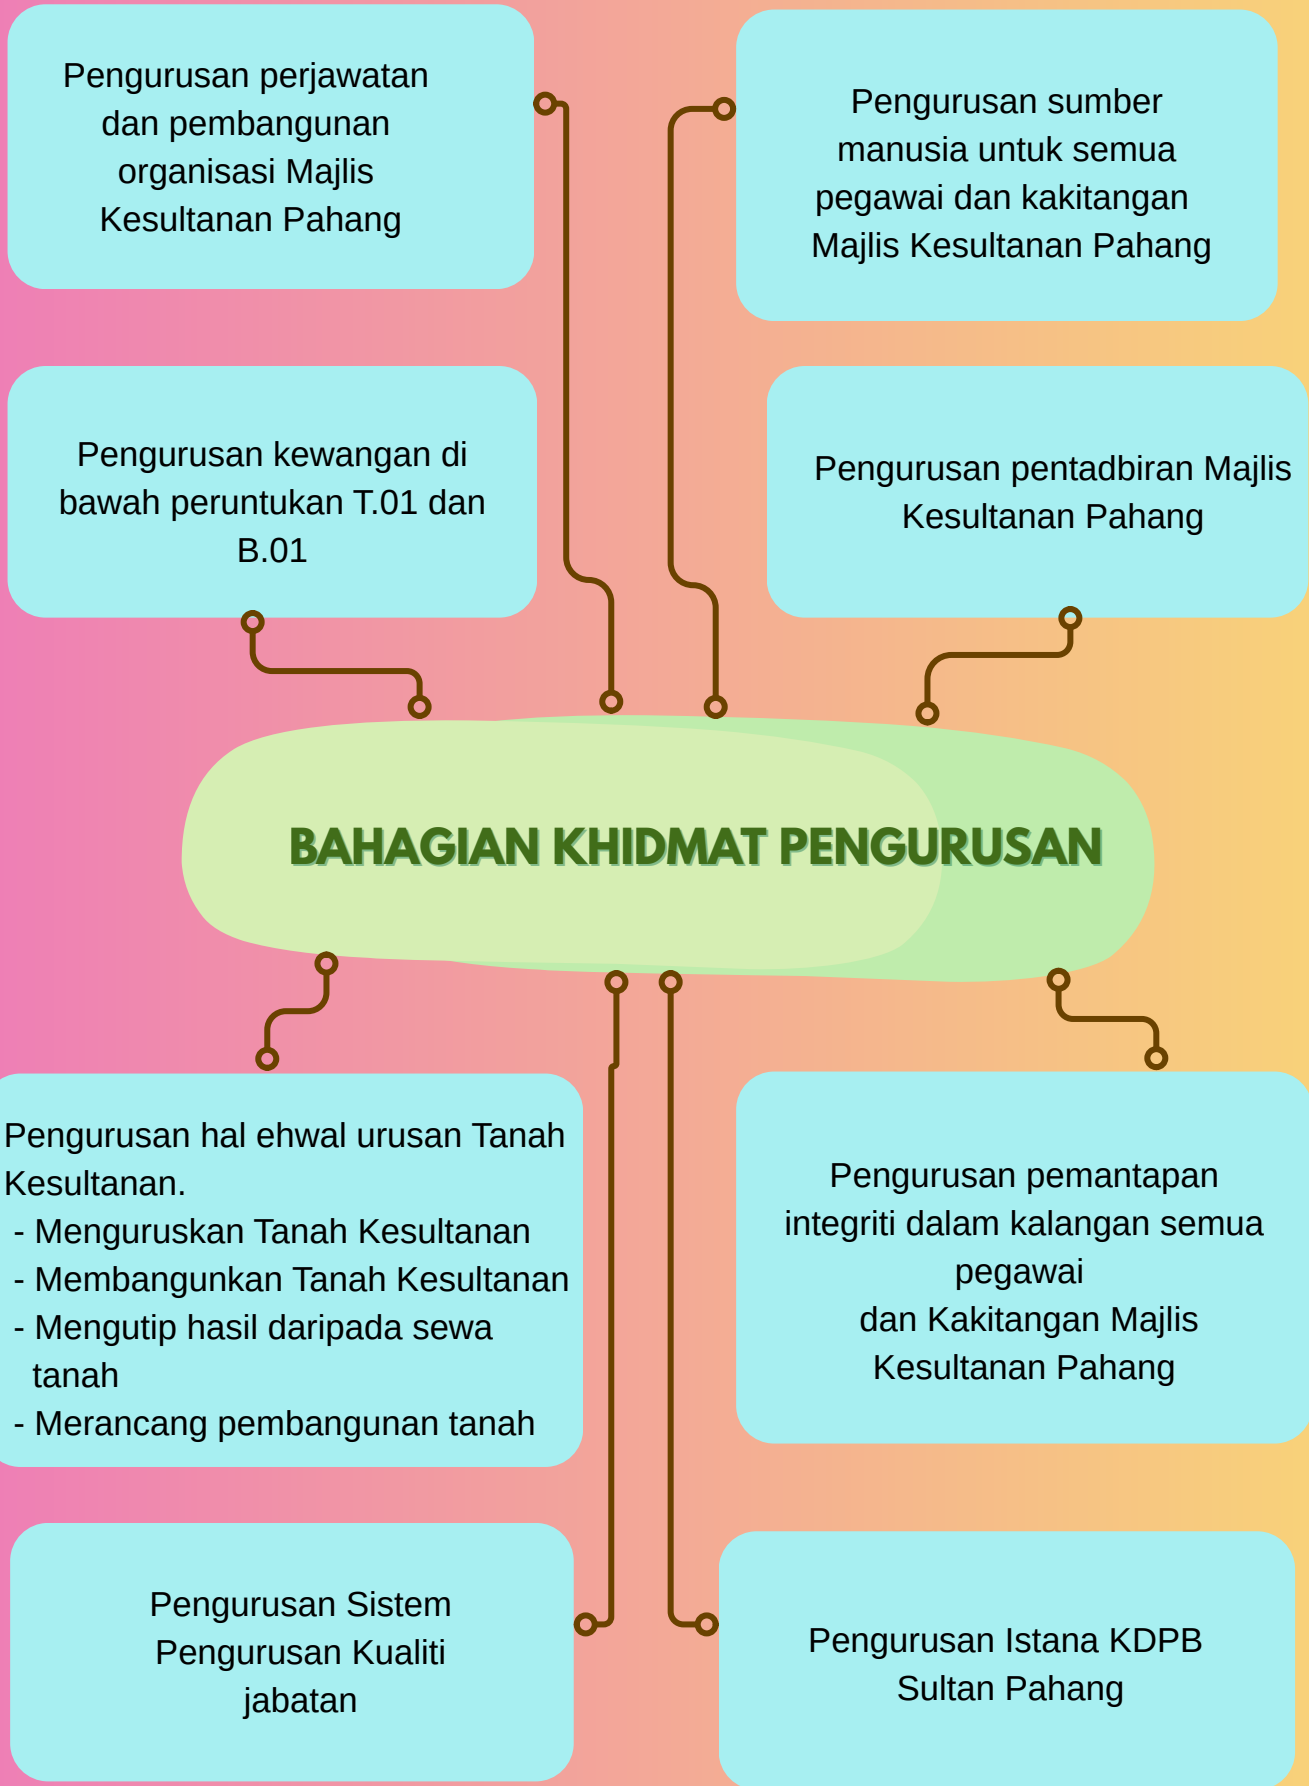 Pengurusan perjawatan
dan pembangunan
organisasi Majlis
Kesultanan Pahang
Pengurusan sumber
manusia untuk semua
pegawai dan kakitangan
Majlis Kesultanan Pahang
Pengurusan kewangan di
bawah peruntukan T.01 dan
B.01
Pengurusan pentadbiran Majlis
Kesultanan Pahang
BAHAGIAN KHIDMAT PENGURUSAN
Pengurusan hal ehwal urusan Tanah
Kesultanan.
- Menguruskan Tanah Kesultanan
- Membangunkan Tanah Kesultanan
- Mengutip hasil daripada sewa
tanah
- Merancang pembangunan tanah
Pengurusan pemantapan
integriti dalam kalangan semua
pegawai
dan Kakitangan Majlis
Kesultanan Pahang
Pengurusan Sistem
Pengurusan Kualiti
jabatan
Pengurusan Istana KDPB
Sultan Pahang